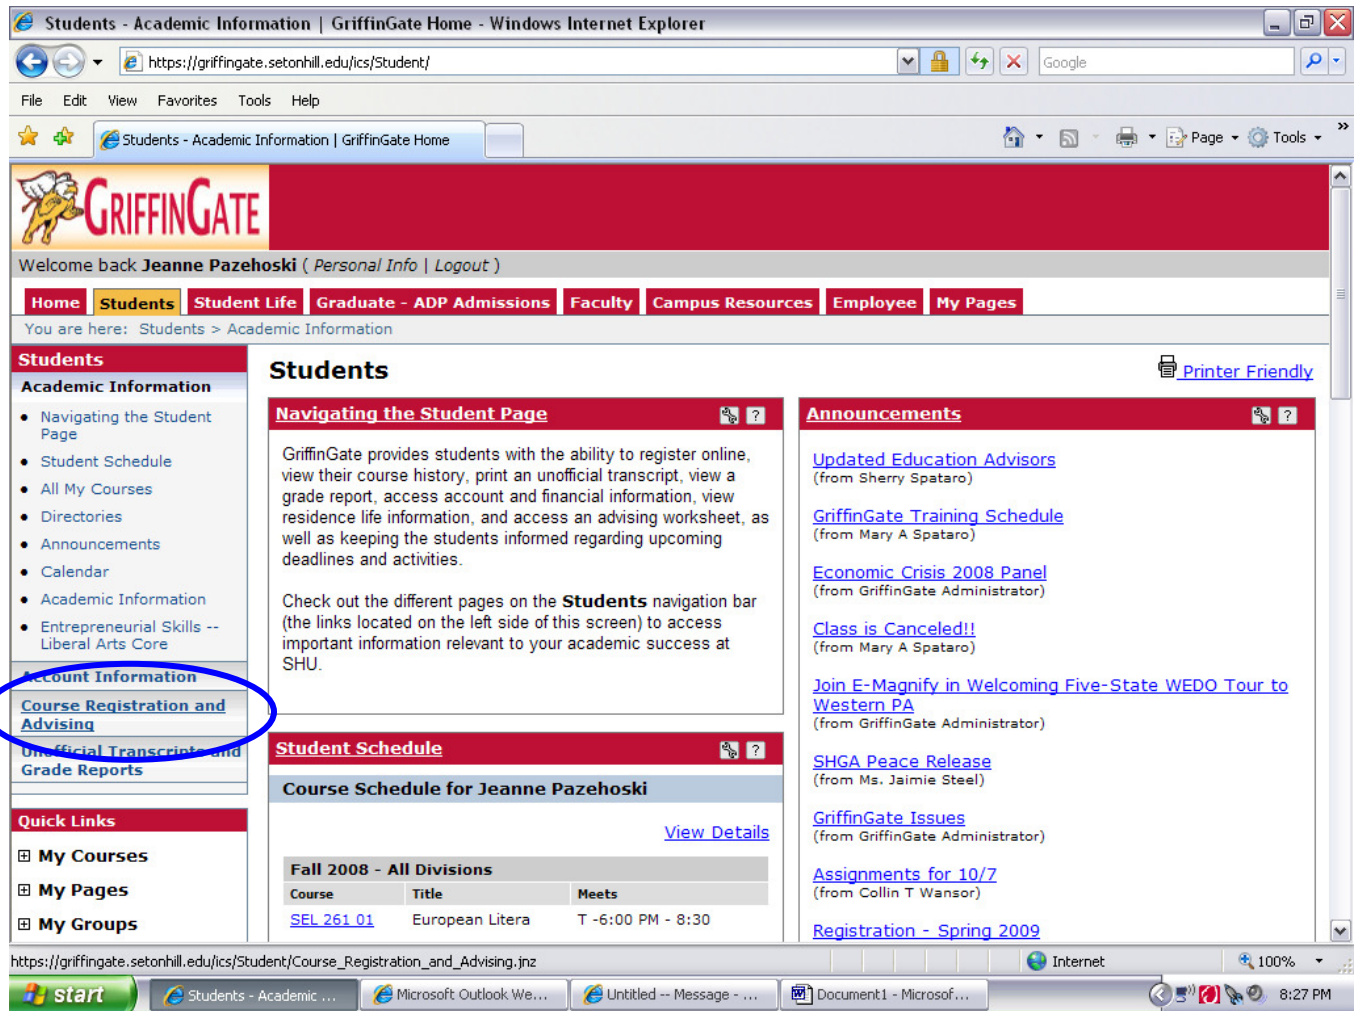 Students - Academic Information | GriffinGate Home - Windows Internet Explorer
https://griffingate.setonhill.edu/ics/Student/
Google
File Edit View Favorites Tools Help
Students - Academic Information | GriffinGate Home
Page Tools
GRIFFINGATE
Welcome back Jeanne Pazehoski ( Personal Info | Logout )
Home Students Student Life Graduate - ADP Admissions Faculty Campus Resources Employee My Pages
You are here: Students > Academic Information
Students
Academic Information
• Navigating the Student
Page
• Student Schedule
• All My Courses
• Directories
• Announcements
• Calendar
• Academic Information
• Entrepreneurial Skills --
Liberal Arts Core
Account Information
Course Registration and
Advising
Unofficial Transcripts and
Grade Reports
Quick Links
My Courses
My Pages
My Groups
Students
Printer Friendly
Navigating the Student Page
?
GriffinGate provides students with the ability to register online,
view their course history, print an unofficial transcript, view a
grade report, access account and financial information, view
residence life information, and access an advising worksheet, as
well as keeping the students informed regarding upcoming
deadlines and activities.
Check out the different pages on the Students navigation bar
(the links located on the left side of this screen) to access
important information relevant to your academic success at
SHU.
Student Schedule
?
Course Schedule for Jeanne Pazehoski
View Details
Fall 2008 - All Divisions
Course Title Meets
SEL 261 01 European Litera T -6:00 PM - 8:30
Announcements
?
Updated Education Advisors
(from Sherry Spataro)
GriffinGate Training Schedule
(from Mary A Spataro)
Economic Crisis 2008 Panel
(from GriffinGate Administrator)
Class is Canceled!!
(from Mary A Spataro)
Join E-Magnify in Welcoming Five-State WEDO Tour to
Western PA
(from GriffinGate Administrator)
SHGA Peace Release
(from Ms. Jaimie Steel)
GriffinGate Issues
(from GriffinGate Administrator)
Assignments for 10/7
(from Collin T Wansor)
Registration - Spring 2009
https://griffingate.setonhill.edu/ics/Student/Course_Registration_and_Advising.jnz
Internet
100%
start
Students - Academic ...
Microsoft Outlook We...
Untitled -- Message - ...
Document1 - Microsof...
8:27 PM